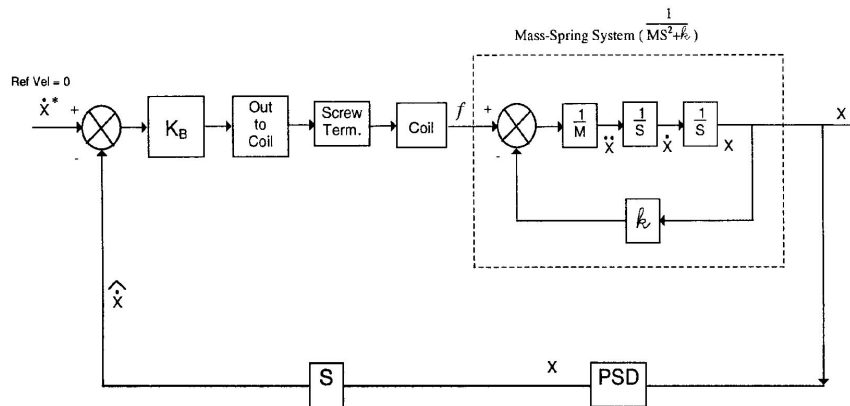 Mass-Spring System ( 1
MS²+k )
Ref Vel = 0
Ẋ*
+
-
K_B
Out
to
Coil
Screw
Term.
Coil
f
+
-
1
M
Ẍ
1
S
Ẋ
1
S
X
X
k
^Ẋ
S
X
PSD